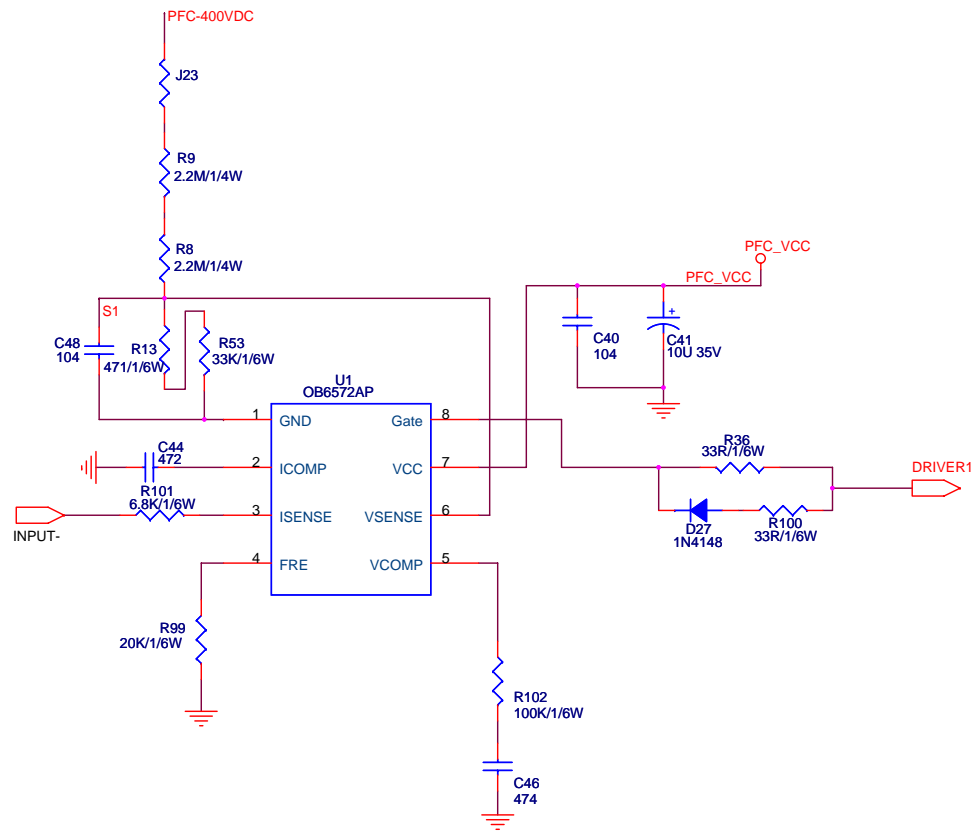 PFC-400VDC
J23
R9
2.2M/1/4W
R8
2.2M/1/4W
PFC_VCC
PFC_VCC
S1
C48
104
R13
471/1/6W
R53
33K/1/6W
+
C40
104
C41
10U 35V
U1
OB6572AP
1
GND
Gate
8
2
ICOMP
VCC
7
3
ISENSE
VSENSE
6
4
FRE
VCOMP
5
C44
472
R101
6.8K/1/6W
INPUT-
R36
33R/1/6W
DRIVER1
D27
1N4148
R100
33R/1/6W
R99
20K/1/6W
R102
100K/1/6W
C46
474